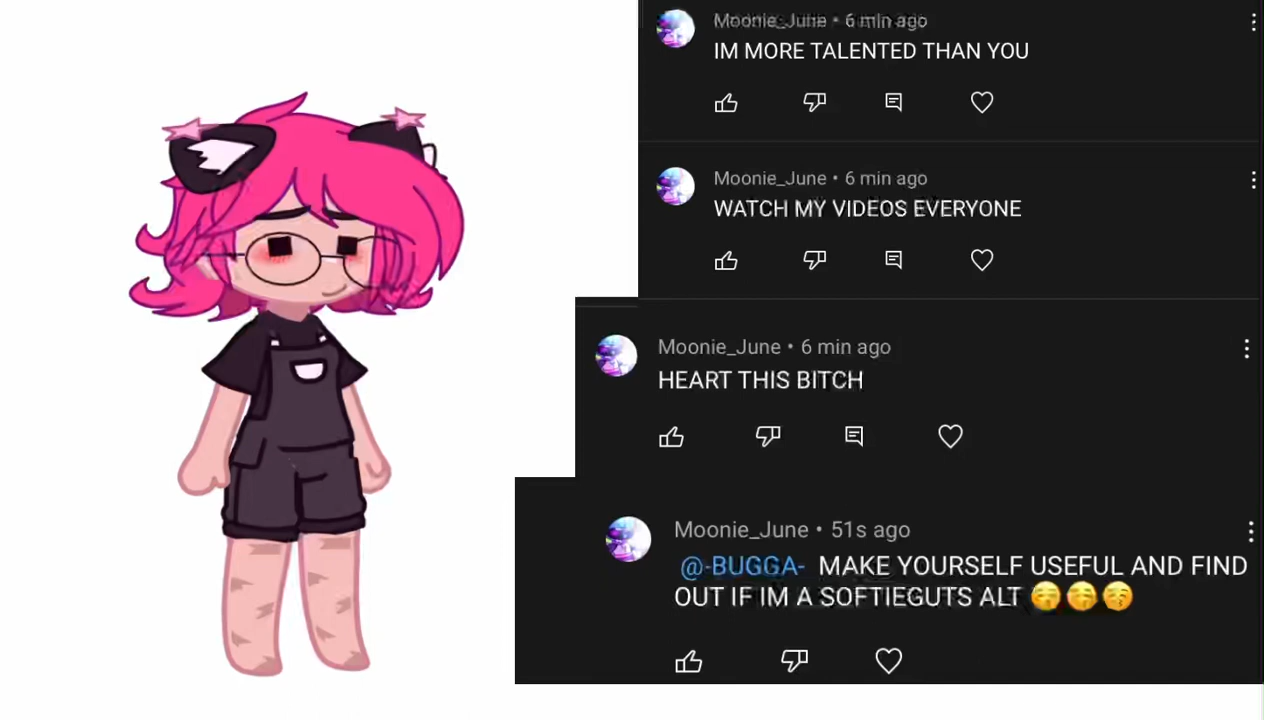 Moonie_June • 6 min ago
IM MORE TALENTED THAN YOU
Moonie_June • 6 min ago
WATCH MY VIDEOS EVERYONE
Moonie_June • 6 min ago
HEART THIS BITCH
Moonie_June • 51s ago
@-BUGGA- MAKE YOURSELF USEFUL AND FIND
OUT IF IM A SOFTIEGUTS ALT 😚😚😚